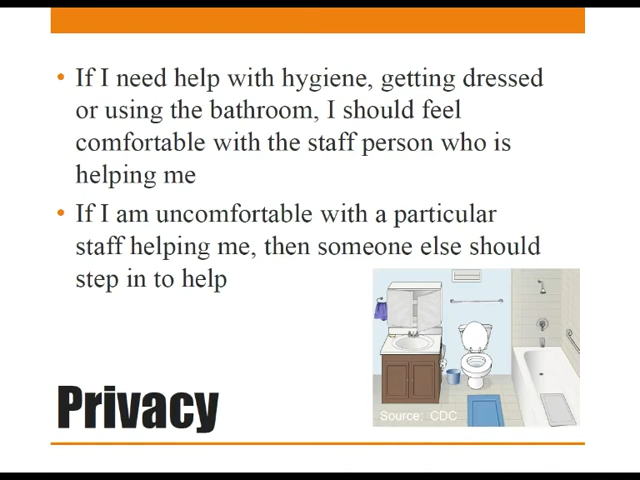 If I need help with hygiene, getting dressed
or using the bathroom, I should feel
comfortable with the staff person who is
helping me
If I am uncomfortable with a particular
staff helping me, then someone else should
step in to help
Source: CDC
Privacy